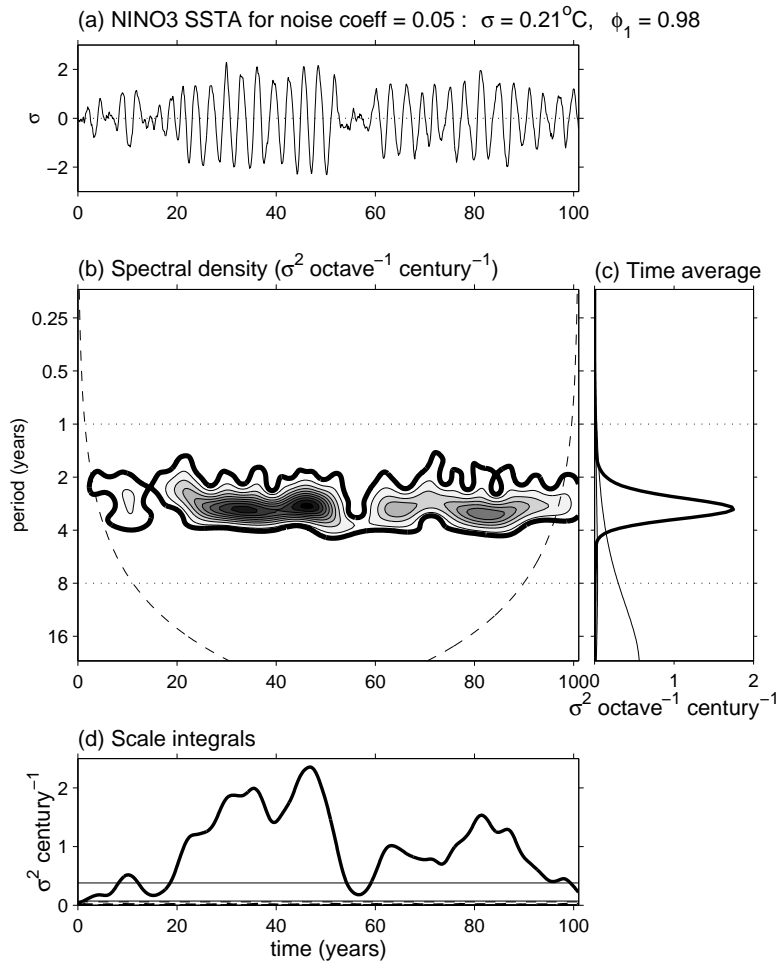 (a) NINO3 SSTA for noise coeff = 0.05 : σ = 0.21°C, ϕ₁ = 0.98
2
0
−2
σ
0 20 40 60 80 100
(b) Spectral density (σ² octave⁻¹ century⁻¹)
(c) Time average
0.25
0.5
1
2
4
8
16
period (years)
0 20 40 60 80 100
0 1 2
σ² octave⁻¹ century⁻¹
(d) Scale integrals
2
1
0
σ² century⁻¹
0 20 40 60 80 100
time (years)